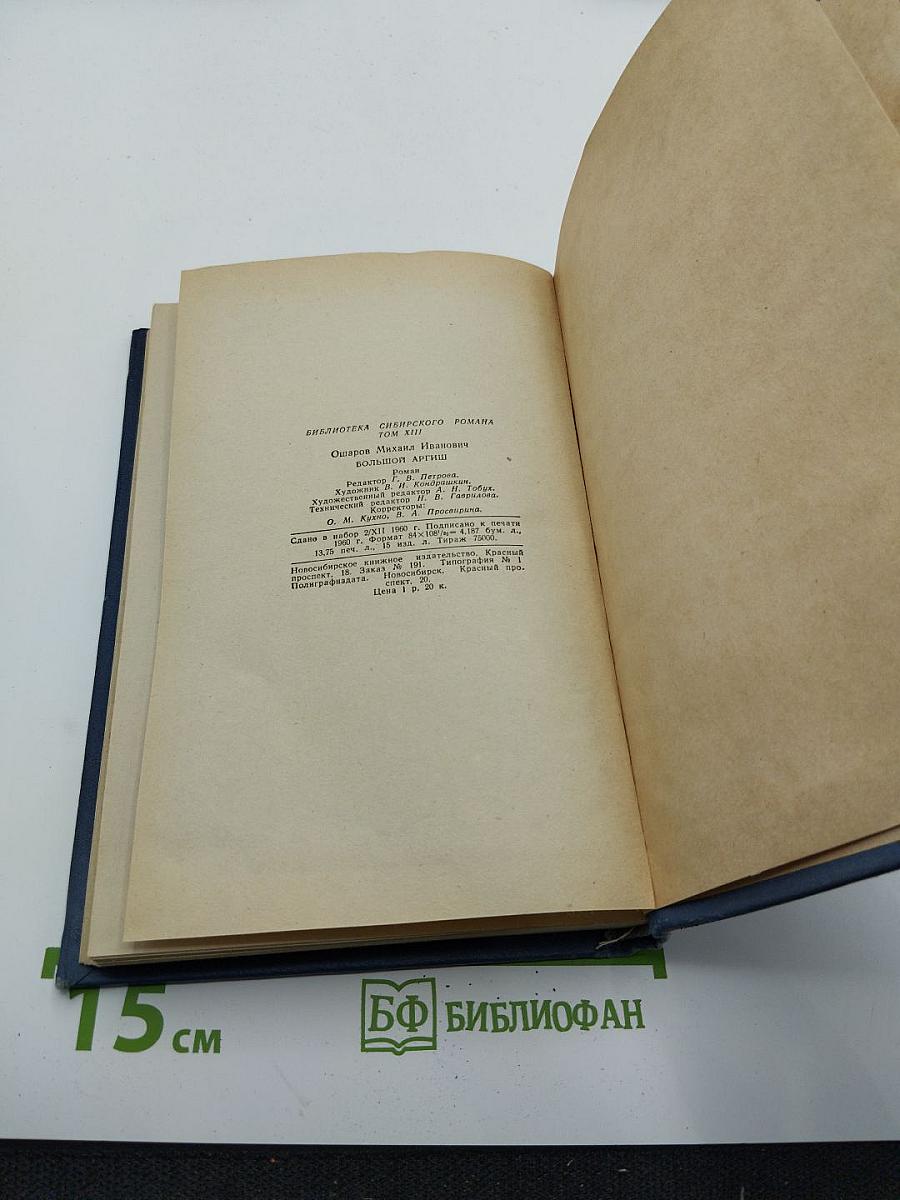 БИБЛИОТЕКА СИБИРСКОГО РОМАНА
ТОМ XIII
Ошаров Михаил Иванович
БОЛЬШОЙ АРГИШ
Роман
Редактор Г. В. Петрова.
Художник В. И. Кондрашкин.
Художественный редактор А. Н. Тобух.
Технический редактор Н. В. Гаврилова.
Корректоры:
О. М. Кухно, В. А. Просвирина.
Сдано в набор 2/XII 1960 г. Подписано к печати
1960 г. Формат 84×108¹/₃₂= 4,187 бум. л.,
13,75 печ. л., 15 изд. л. Тираж 75000.
Новосибирское книжное издательство, Красный
проспект, 18. Заказ № 191. Типография № 1
Полиграфиздата. Новосибирск, Красный про-
спект, 20.
Цена 1 р. 20 к.
15 см
БФ БИБЛИОФАН